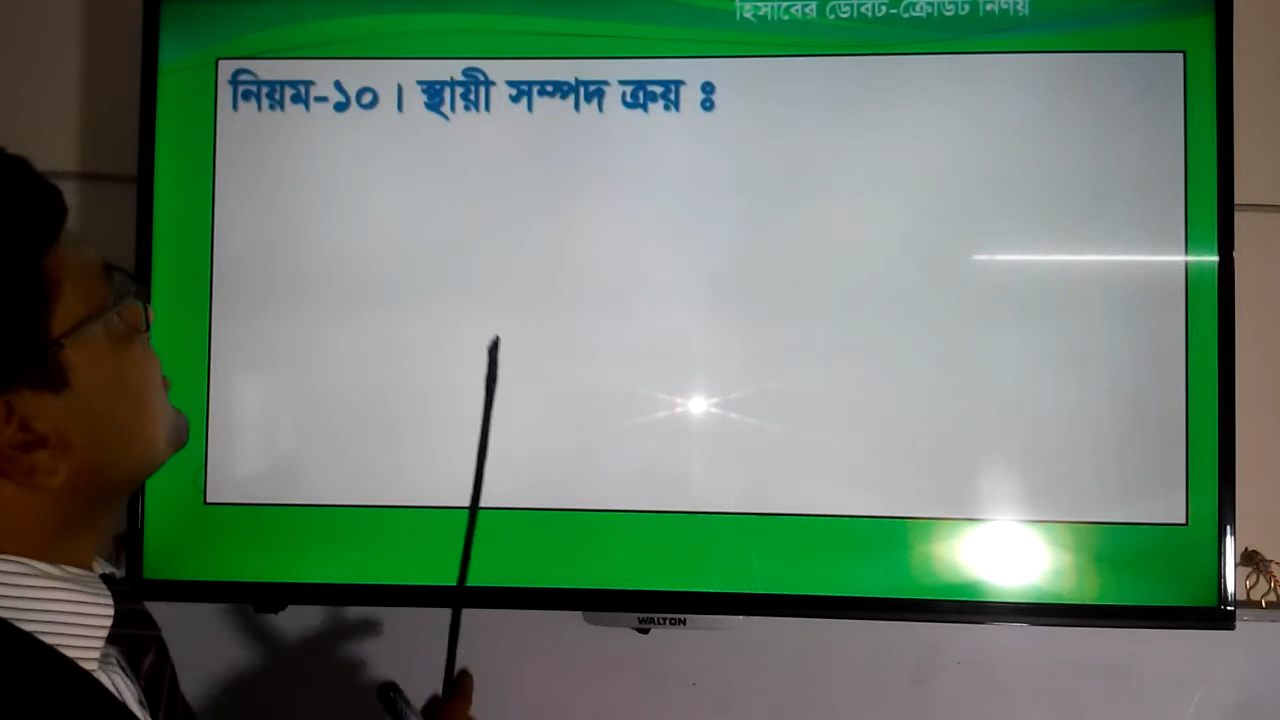 হিসাবের ডেবিট-ক্রেডিট নির্ণয়
নিয়ম-১০ । স্থায়ী সম্পদ ক্রয় ঃ
WALTON